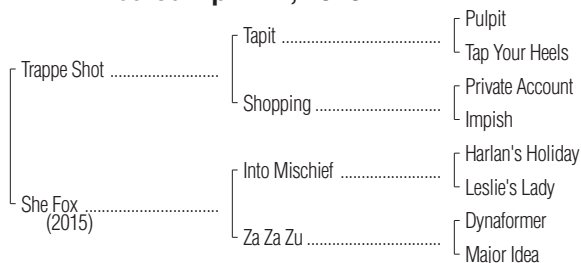 Pulpit
Tapit
Tap Your Heels
Trappe Shot
Private Account
Shopping
Impish
Harlan's Holiday
Into Mischief
Leslie's Lady
She Fox
(2015)
Dynaformer
Za Za Zu
Major Idea